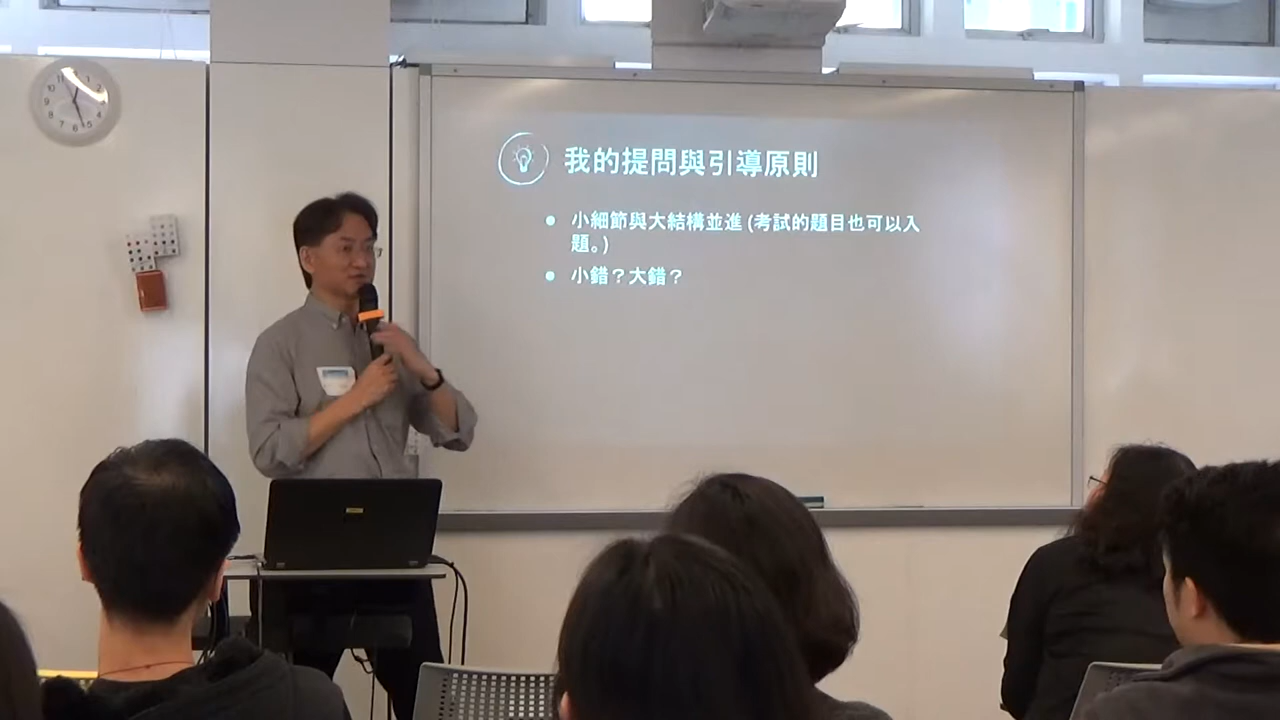 我的提問與引導原則
小細節與大結構並進 (考試的題目也可以入
題。)
小錯？大錯？